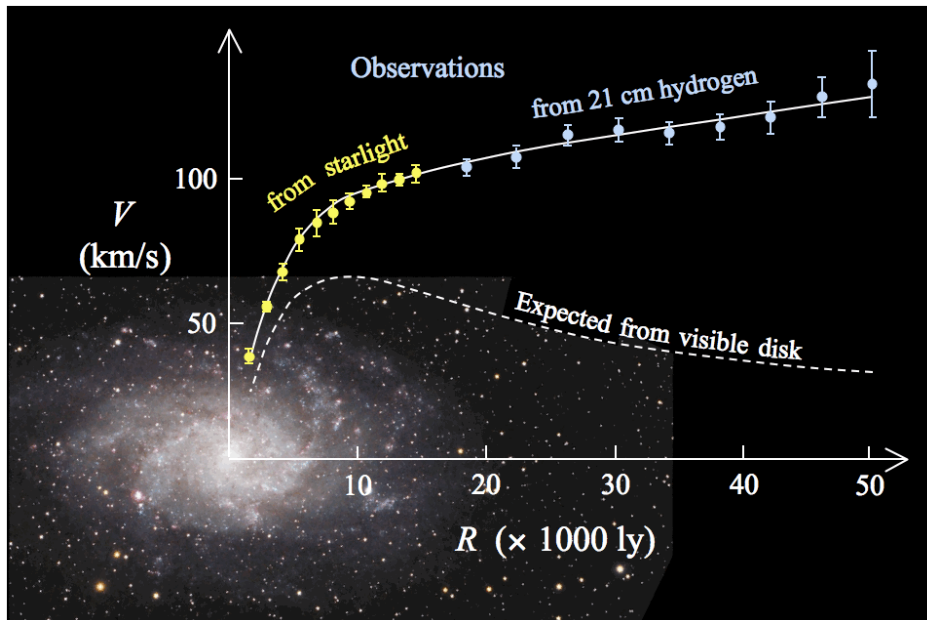 Observations
from 21 cm hydrogen
from starlight
100
V
(km/s)
50
Expected from visible disk
10
20
30
40
50
R (× 1000 ly)